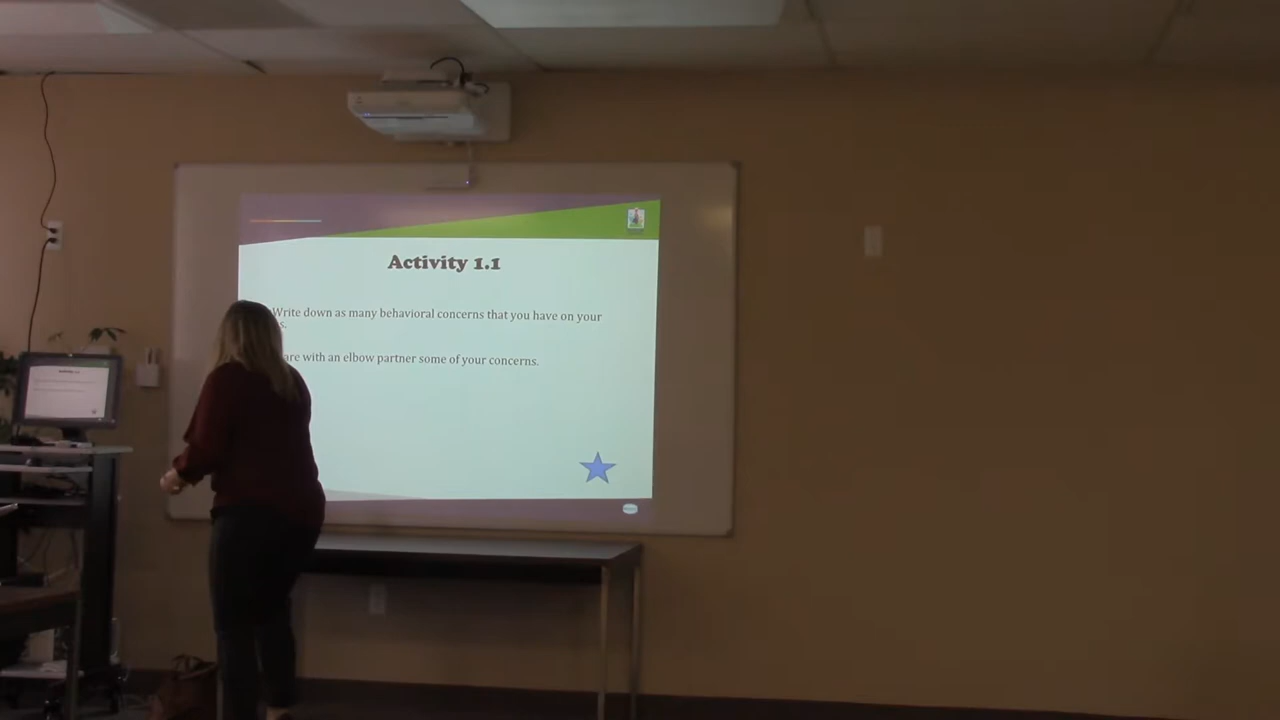 Activity 1.1
Write down as many behavioral concerns that you have on your
s.
are with an elbow partner some of your concerns.